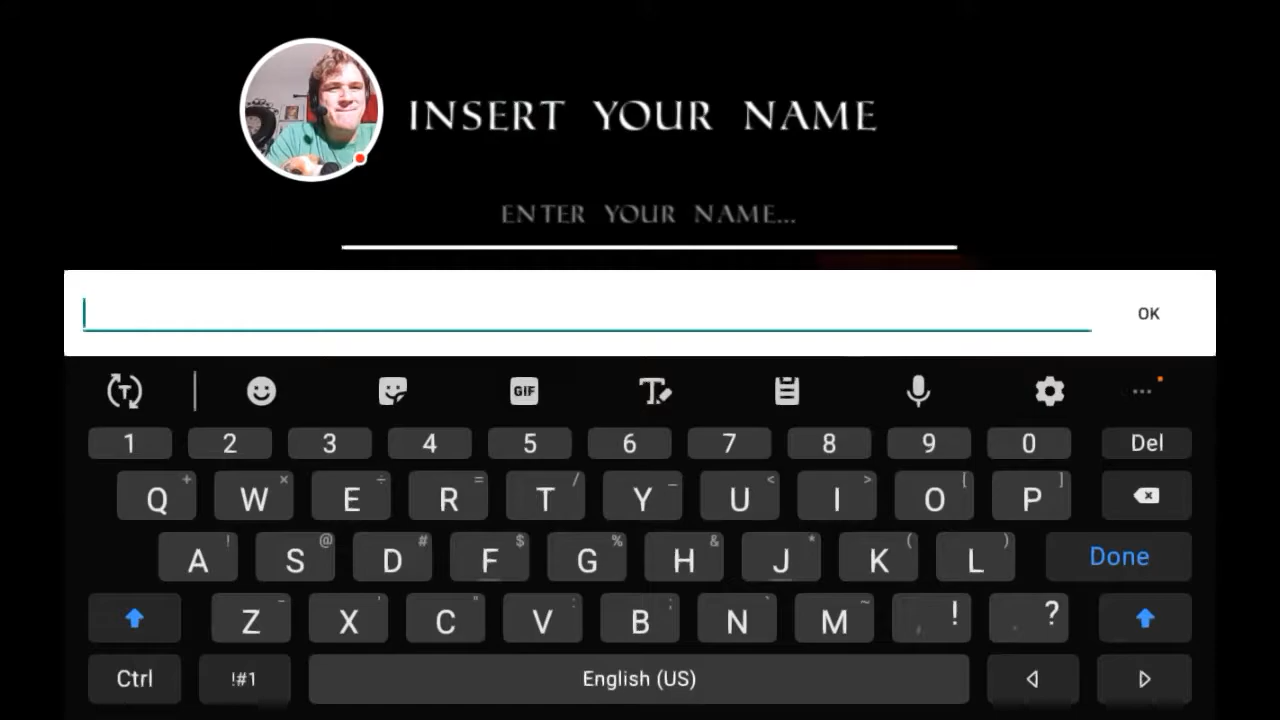 INSERT YOUR NAME
ENTER YOUR NAME...
OK
T GIF T ...
1 2 3 4 5 6 7 8 9 0 Del
+ × ÷ = / _ < > [ ]
Q W E R T Y U I O P
! @ # $ % & * ( )
A S D F G H J K L Done
- ' " : ; ` ~ ! ?
Z X C V B N M , .
Ctrl !#1 English (US)